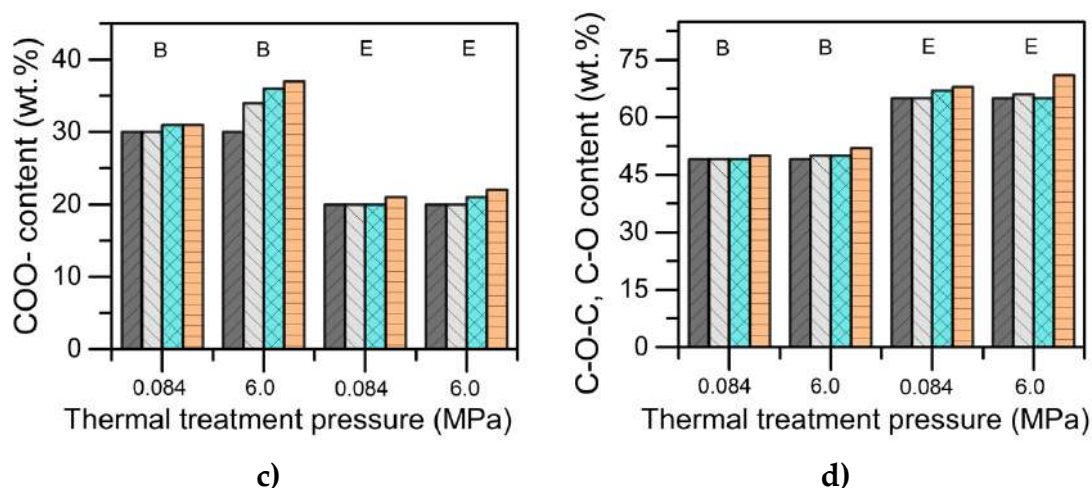 COO- content (wt.%)
40
30
20
10
0
B B E E
0.084 6.0 0.084 6.0
Thermal treatment pressure (MPa)
c)
C-O-C, C-O content (wt.%)
75
60
45
30
15
0
B B E E
0.084 6.0 0.084 6.0
Thermal treatment pressure (MPa)
d)